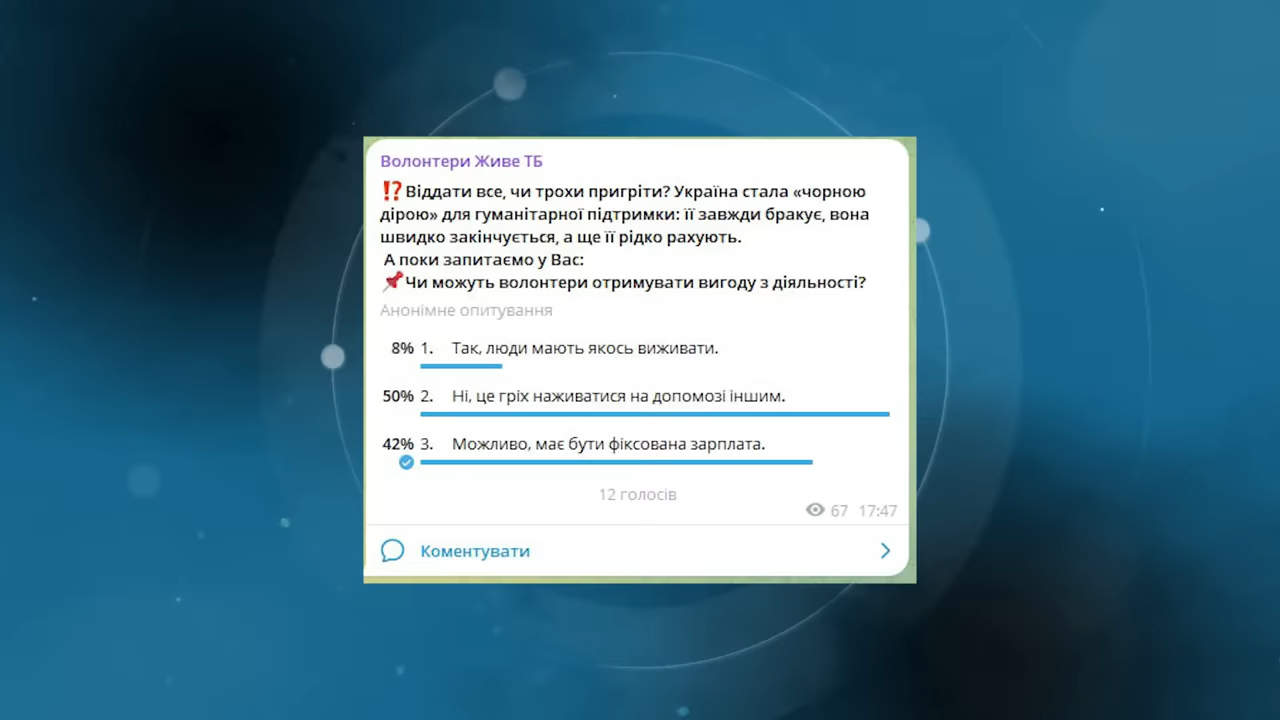 Волонтери Живе ТБ
⁉️Віддати все, чи трохи пригріти? Україна стала «чорною
дірою» для гуманітарної підтримки: її завжди бракує, вона
швидко закінчується, а ще її рідко рахують.
А поки запитаємо у Вас:
📌Чи можуть волонтери отримувати вигоду з діяльності?
Анонімне опитування
8% 1. Так, люди мають якось виживати.
50% 2. Ні, це гріх наживатися на допомозі іншим.
42% 3. Можливо, має бути фіксована зарплата.
12 голосів
67 17:47
Коментувати